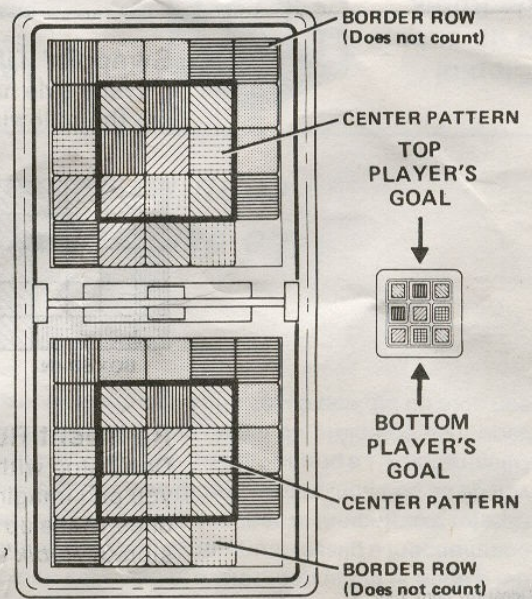 BORDER ROW
(Does not count)
CENTER PATTERN
TOP
PLAYER'S
GOAL
BOTTOM
PLAYER'S
GOAL
CENTER PATTERN
BORDER ROW
(Does not count)